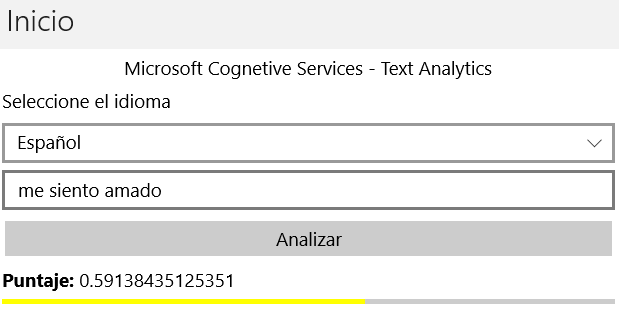 Inicio
Microsoft Cognetive Services - Text Analytics
Seleccione el idioma
Español
me siento amado
Analizar
Puntaje: 0.59138435125351